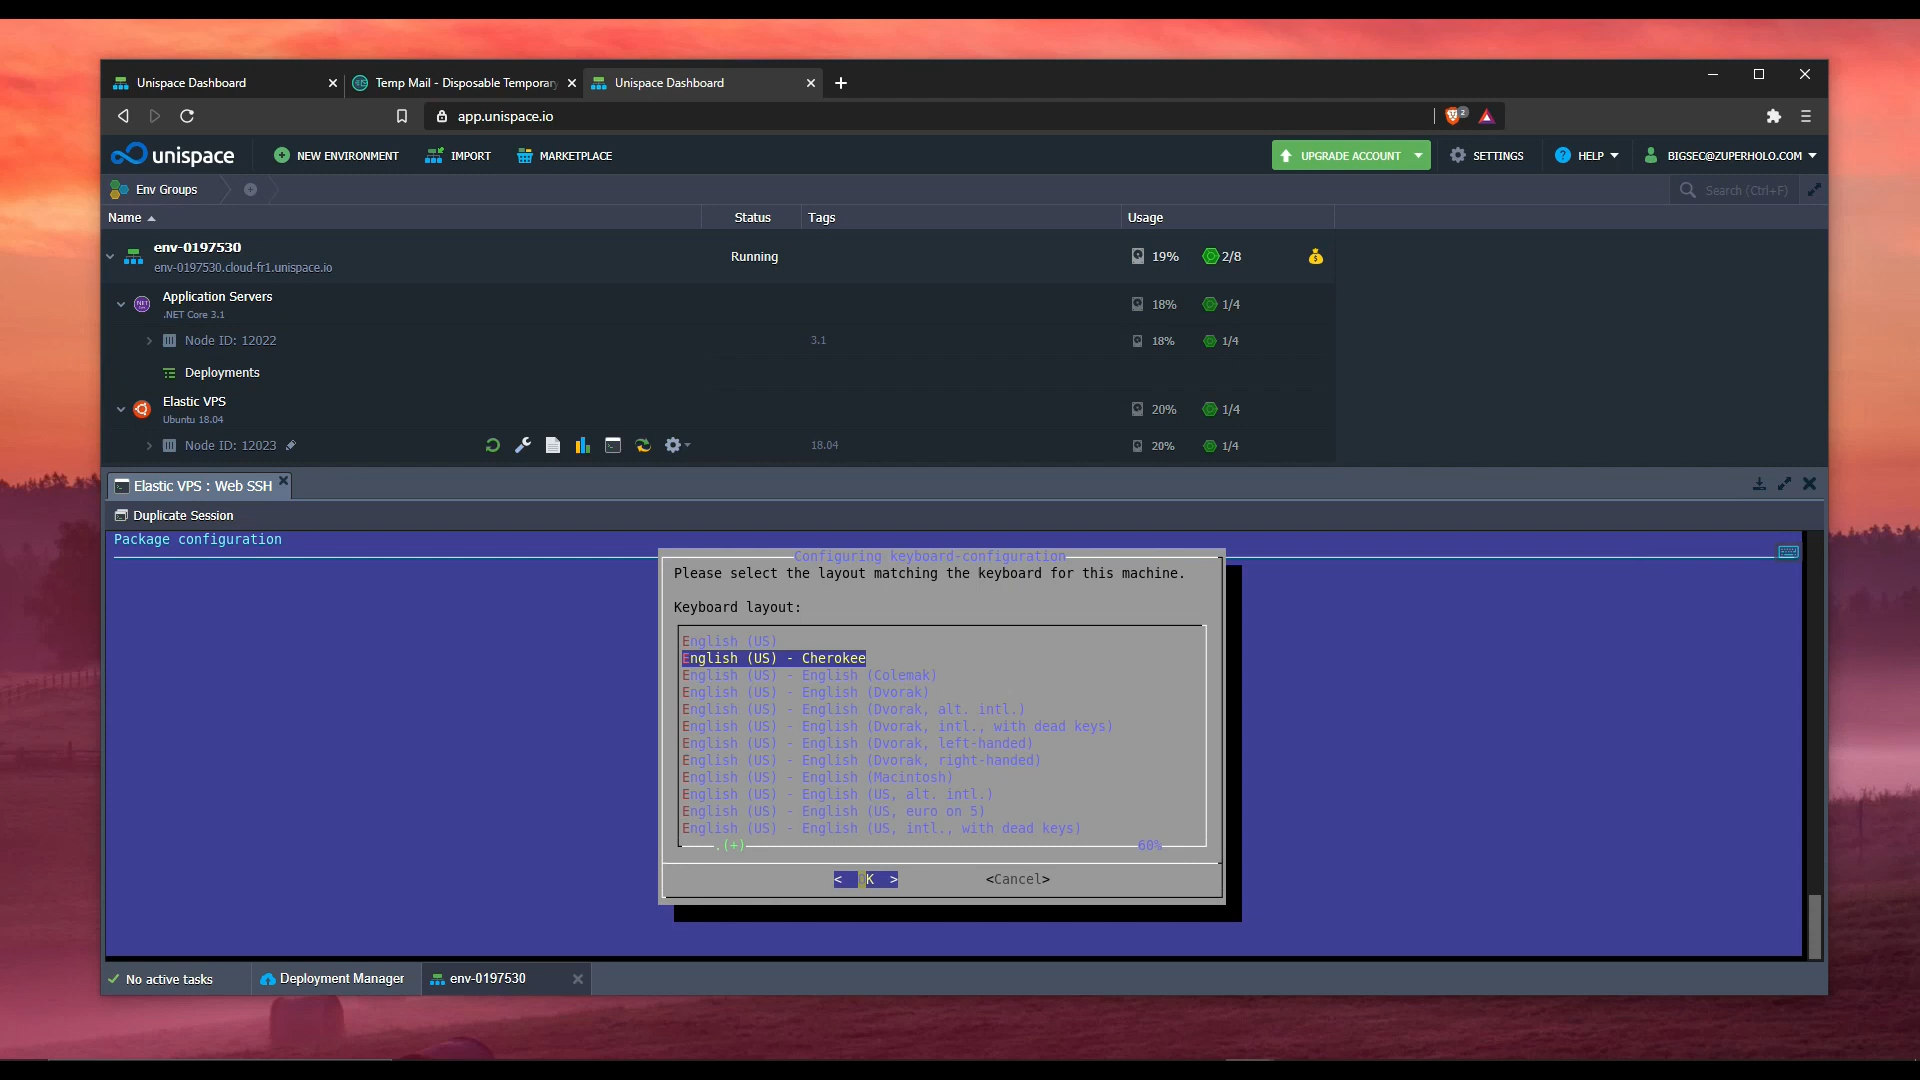 Unispace Dashboard
Temp Mail - Disposable Temporary
Unispace Dashboard
app.unispace.io
2
unispace
NEW ENVIRONMENT
IMPORT
MARKETPLACE
UPGRADE ACCOUNT
SETTINGS
HELP
BIGSEC@ZUPERHOLO.COM
Env Groups
Search (Ctrl+F)
Name
Status
Tags
Usage
env-0197530
env-0197530.cloud-fr1.unispace.io
Running
19%
2/8
Application Servers
.NET Core 3.1
18%
1/4
Node ID: 12022
3.1
18%
1/4
Deployments
Elastic VPS
Ubuntu 18.04
20%
1/4
Node ID: 12023
18.04
20%
1/4
Elastic VPS : Web SSH
Duplicate Session
Package configuration
Configuring keyboard-configuration
Please select the layout matching the keyboard for this machine.
Keyboard layout:
English (US)
English (US) - Cherokee
English (US) - English (Colemak)
English (US) - English (Dvorak)
English (US) - English (Dvorak, alt. intl.)
English (US) - English (Dvorak, intl., with dead keys)
English (US) - English (Dvorak, left-handed)
English (US) - English (Dvorak, right-handed)
English (US) - English (Macintosh)
English (US) - English (US, alt. intl.)
English (US) - English (US, euro on 5)
English (US) - English (US, intl., with dead keys)
.(+)
60%
< OK >
<Cancel>
No active tasks
Deployment Manager
env-0197530